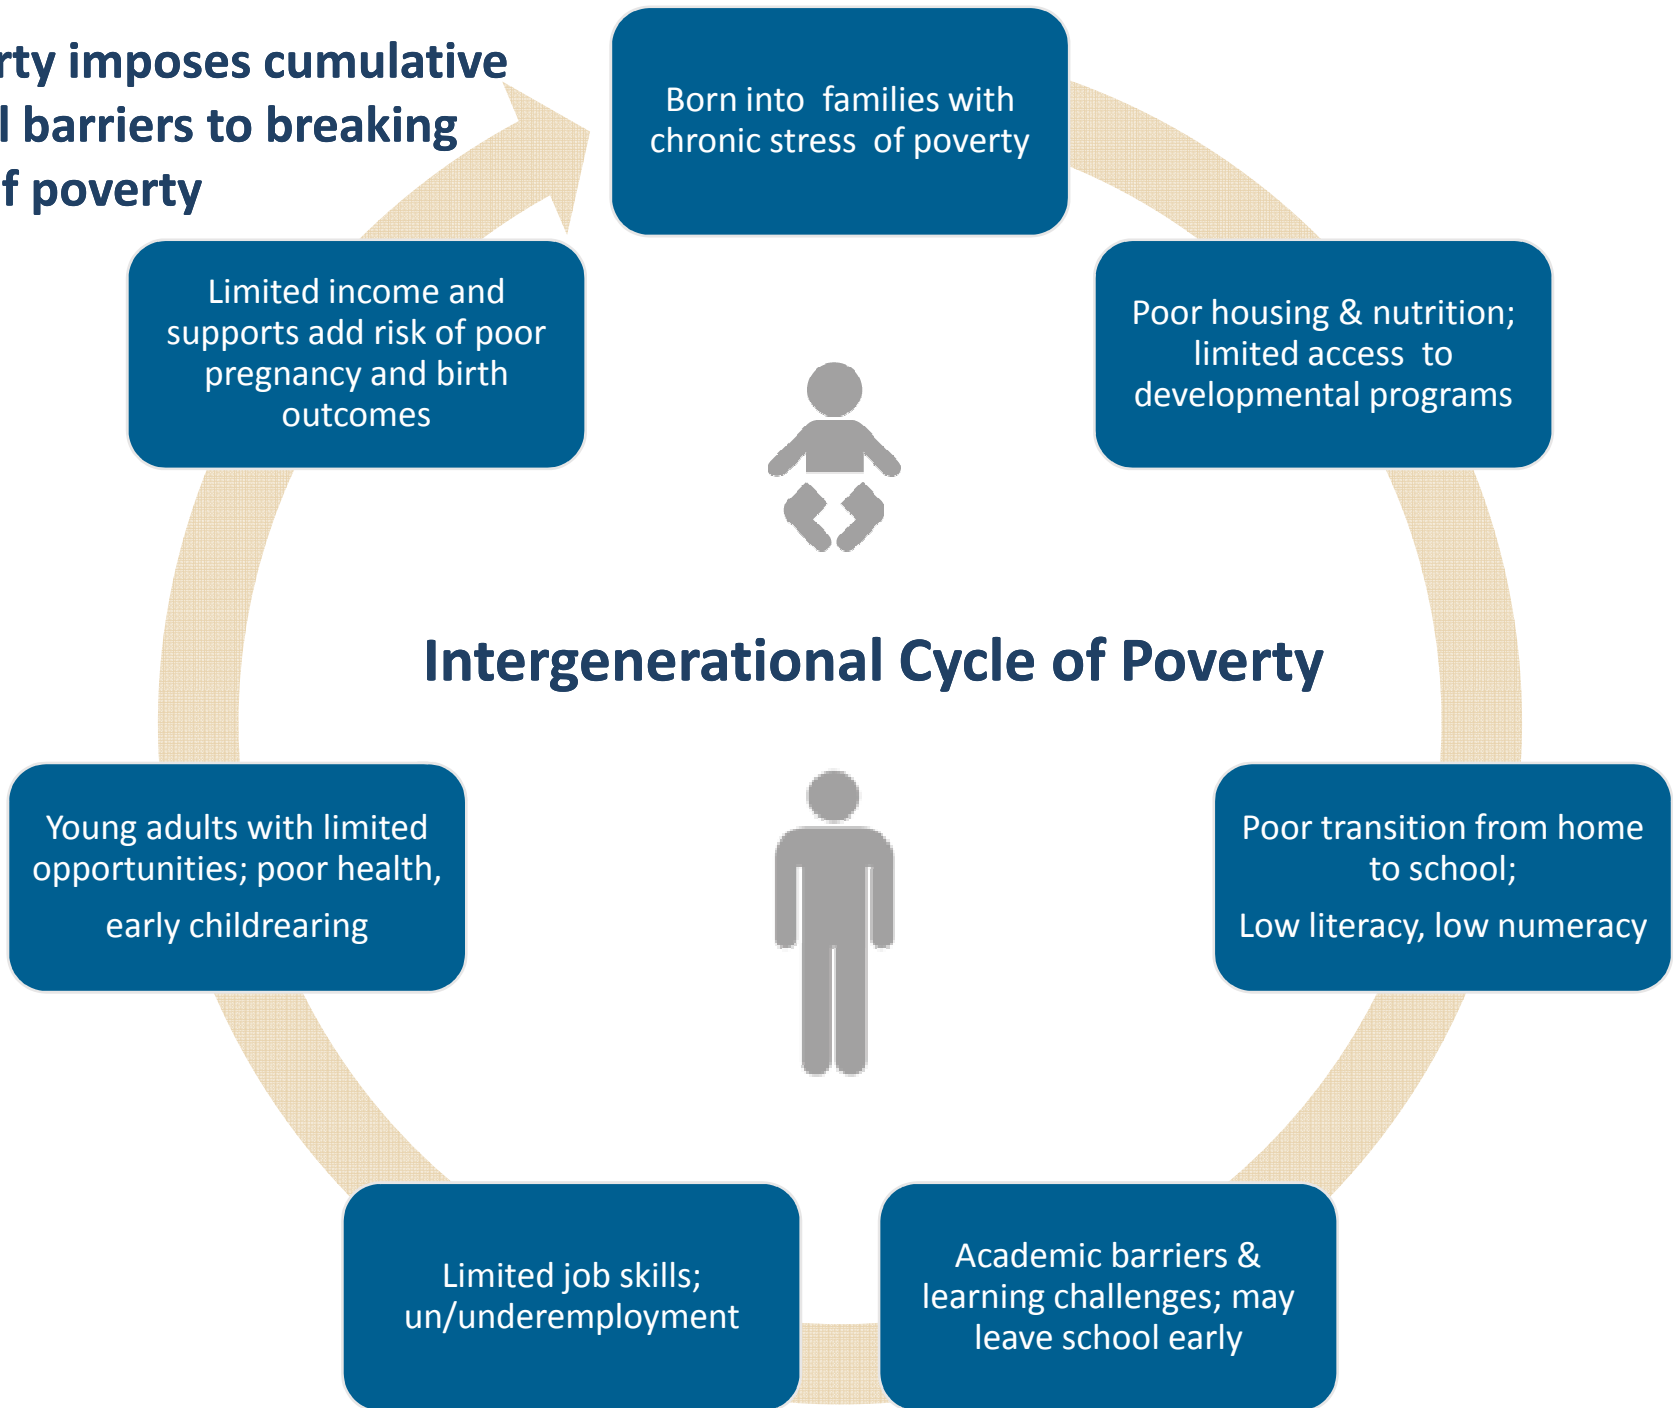 rty imposes cumulative
l barriers to breaking
f poverty
Born into families with
chronic stress of poverty
Poor housing & nutrition;
limited access to
developmental programs
Poor transition from home
to school;
Low literacy, low numeracy
Academic barriers &
learning challenges; may
leave school early
Limited job skills;
un/underemployment
Young adults with limited
opportunities; poor health,
early childrearing
Limited income and
supports add risk of poor
pregnancy and birth
outcomes
Intergenerational Cycle of Poverty